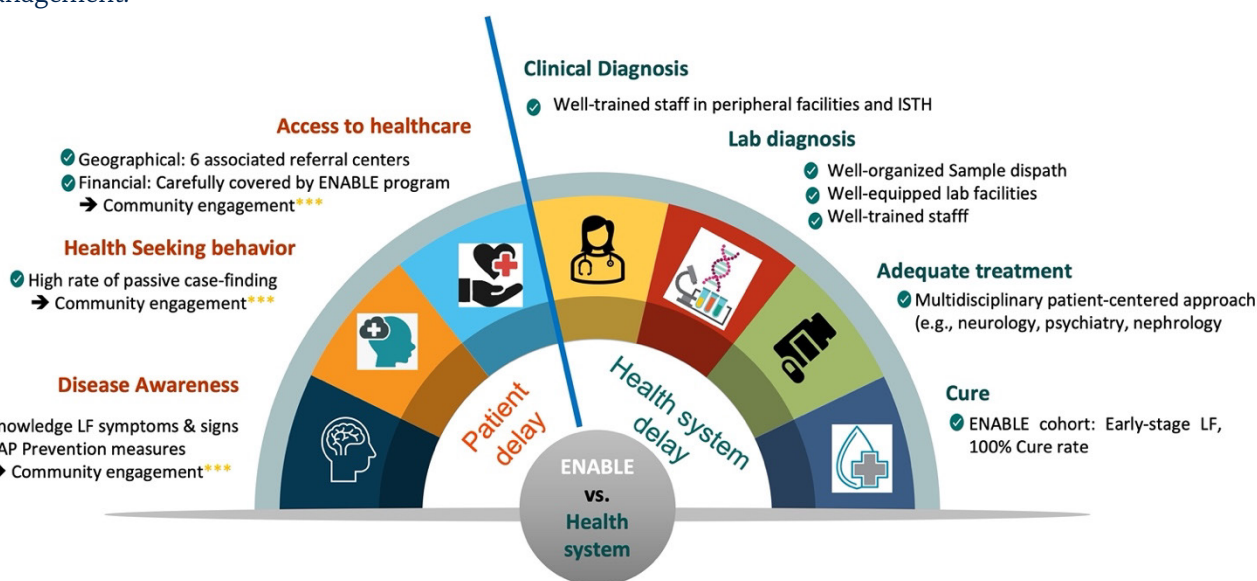 Clinical Diagnosis
Well-trained staff in peripheral facilities and ISTH
Access to healthcare
Geographical: 6 associated referral centers
Financial: Carefully covered by ENABLE program
➔ Community engagement***
Lab diagnosis
Well-organized Sample dispath
Well-equipped lab facilities
Well-trained stafff
Health Seeking behavior
High rate of passive case-finding
➔ Community engagement***
Adequate treatment
Multidisciplinary patient-centered approach
(e.g., neurology, psychiatry, nephrology
Disease Awareness
LF symptoms & signs
Prevention measures
Community engagement***
Cure
ENABLE cohort: Early-stage LF,
100% Cure rate
Patient
delay
Health system
delay
ENABLE
vs.
Health
system